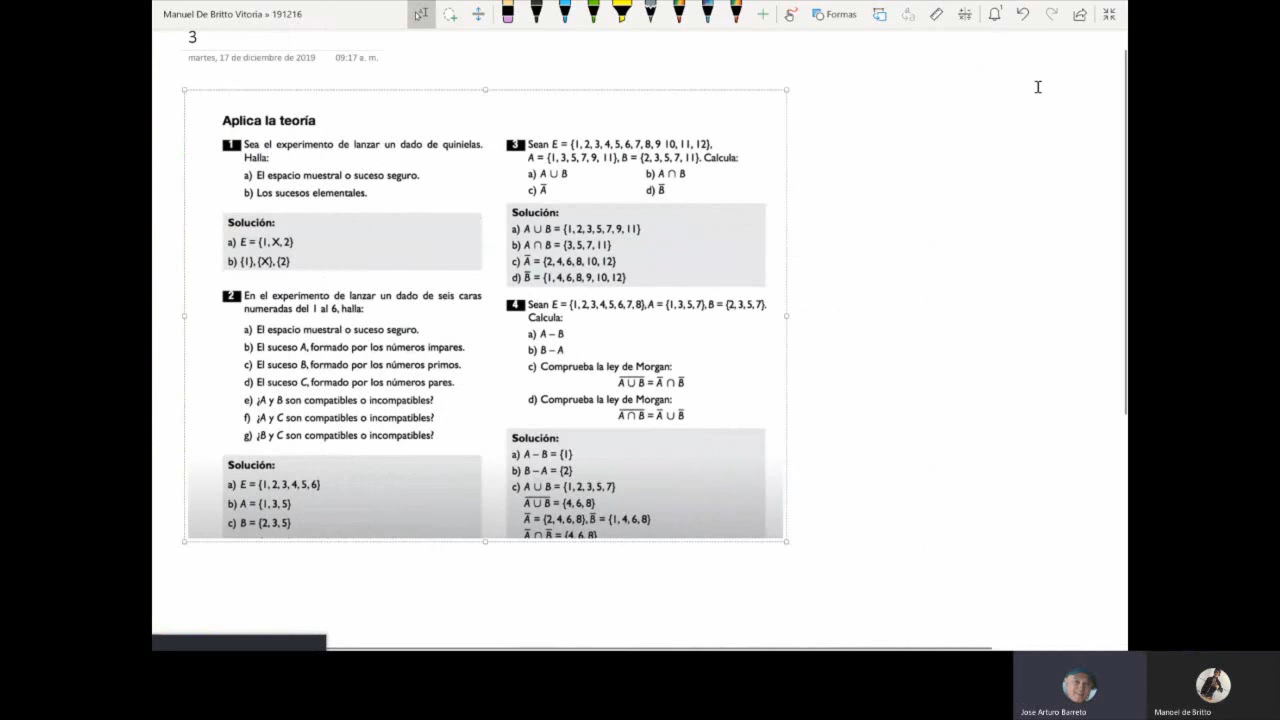 Manuel De Britto Vitoria » 191216
Formas
3
martes, 17 de diciembre de 2019 09:17 a. m.
Aplica la teoría
1 Sea el experimento de lanzar un dado de quinielas.
Halla:
a) El espacio muestral o suceso seguro.
b) Los sucesos elementales.
Solución:
a) E = {1, X, 2}
b) {1}, {X}, {2}
2 En el experimento de lanzar un dado de seis caras
numeradas del 1 al 6, halla:
a) El espacio muestral o suceso seguro.
b) El suceso A, formado por los números impares.
c) El suceso B, formado por los números primos.
d) El suceso C, formado por los números pares.
e) ¿A y B son compatibles o incompatibles?
f) ¿A y C son compatibles o incompatibles?
g) ¿B y C son compatibles o incompatibles?
Solución:
a) E = {1, 2, 3, 4, 5, 6}
b) A = {1, 3, 5}
c) B = {2, 3, 5}
3 Sean E = {1, 2, 3, 4, 5, 6, 7, 8, 9 10, 11, 12},
A = {1, 3, 5, 7, 9, 11}, B = {2, 3, 5, 7, 11}. Calcula:
a) A ∪ B b) A ∩ B
c) A̅ d) B̅
Solución:
a) A ∪ B = {1, 2, 3, 5, 7, 9, 11}
b) A ∩ B = {3, 5, 7, 11}
c) A̅ = {2, 4, 6, 8, 10, 12}
d) B̅ = {1, 4, 6, 8, 9, 10, 12}
4 Sean E = {1, 2, 3, 4, 5, 6, 7, 8}, A = {1, 3, 5, 7}, B = {2, 3, 5, 7}.
Calcula:
a) A – B
b) B – A
c) Comprueba la ley de Morgan:
A̅ ̅∪̅ ̅B̅ = A̅ ∩ B̅
d) Comprueba la ley de Morgan:
A̅ ̅∩̅ ̅B̅ = A̅ ∪ B̅
Solución:
a) A – B = {1}
b) B – A = {2}
c) A ∪ B = {1, 2, 3, 5, 7}
A̅ ̅∪̅ ̅B̅ = {4, 6, 8}
A̅ = {2, 4, 6, 8}, B̅ = {1, 4, 6, 8}
A̅ ∩ B̅ = {4, 6, 8}
Jose Arturo Barreto
Manoel de Britto